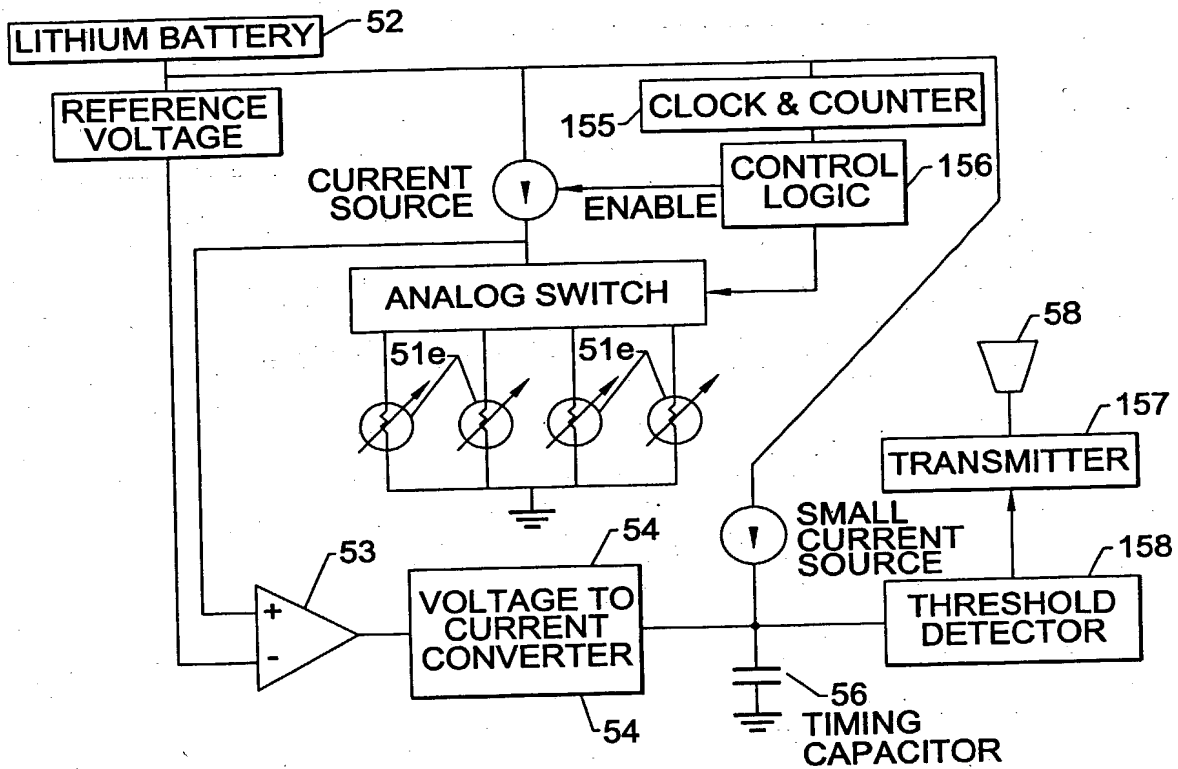 LITHIUM BATTERY
52
REFERENCE
VOLTAGE
155
CLOCK & COUNTER
CURRENT
SOURCE
ENABLE
CONTROL
LOGIC
156
ANALOG SWITCH
51e
51e
58
157
TRANSMITTER
SMALL
CURRENT
SOURCE
158
THRESHOLD
DETECTOR
53
+
-
54
VOLTAGE TO
CURRENT
CONVERTER
54
56
TIMING
CAPACITOR